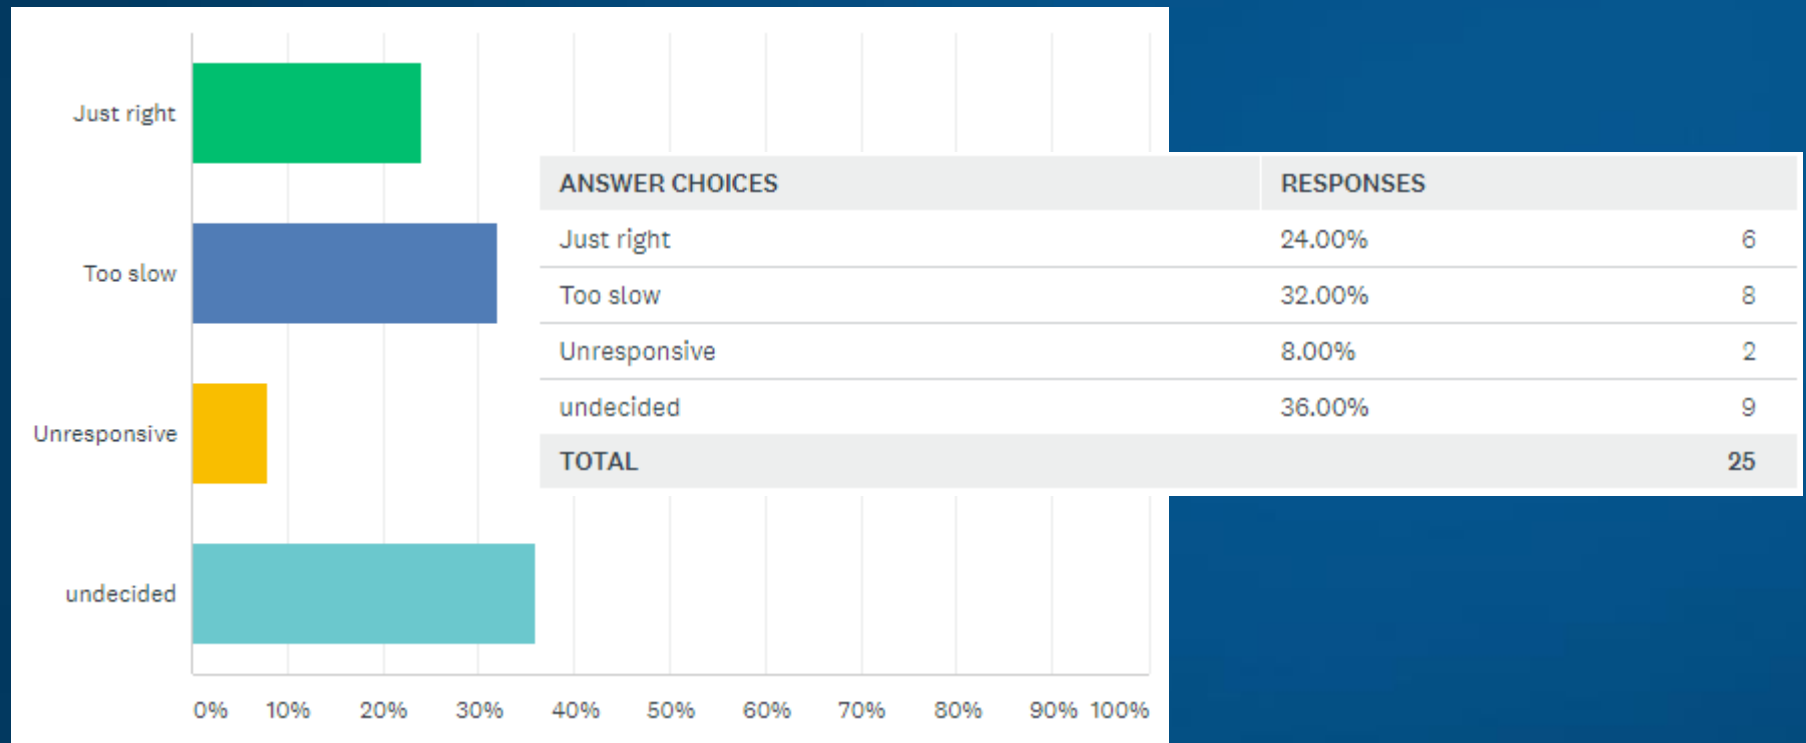 Just right
Too slow
Unresponsive
undecided
0% 10% 20% 30% 40% 50% 60% 70% 80% 90% 100%
ANSWER CHOICES RESPONSES
Just right 24.00% 6
Too slow 32.00% 8
Unresponsive 8.00% 2
undecided 36.00% 9
TOTAL 25